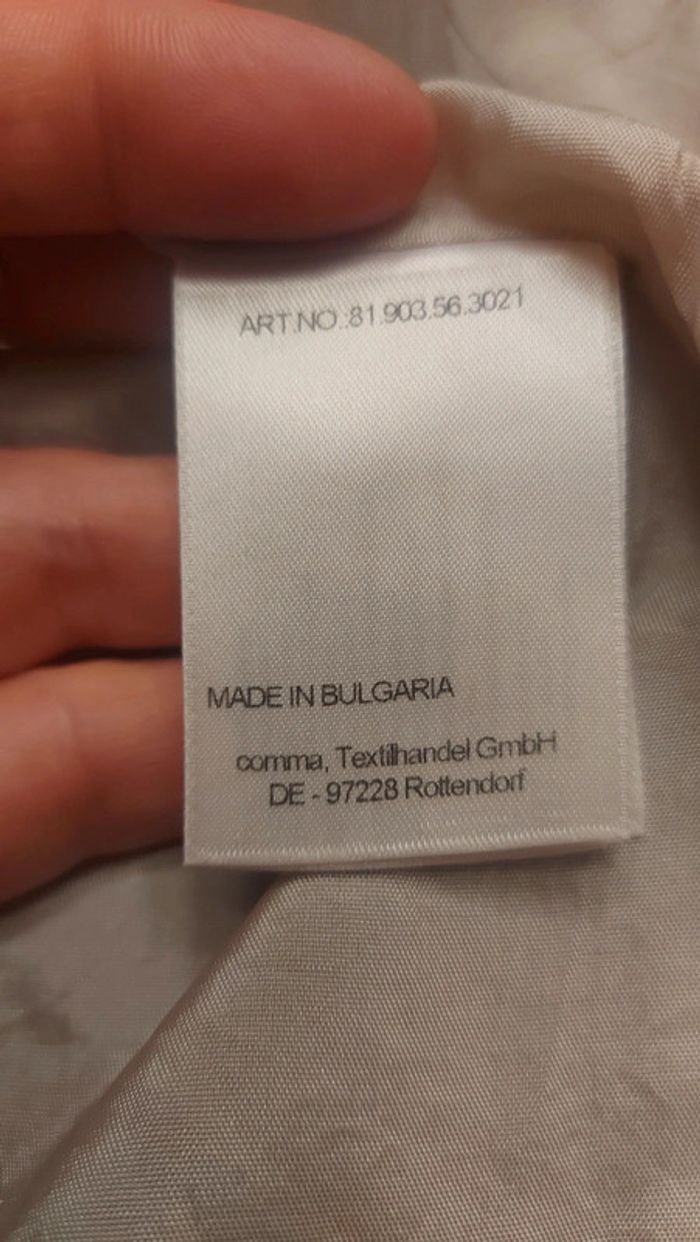 ART.NO.:81.903.56.3021
MADE IN BULGARIA
comma, Textilhandel GmbH
DE - 97228 Rottendorf